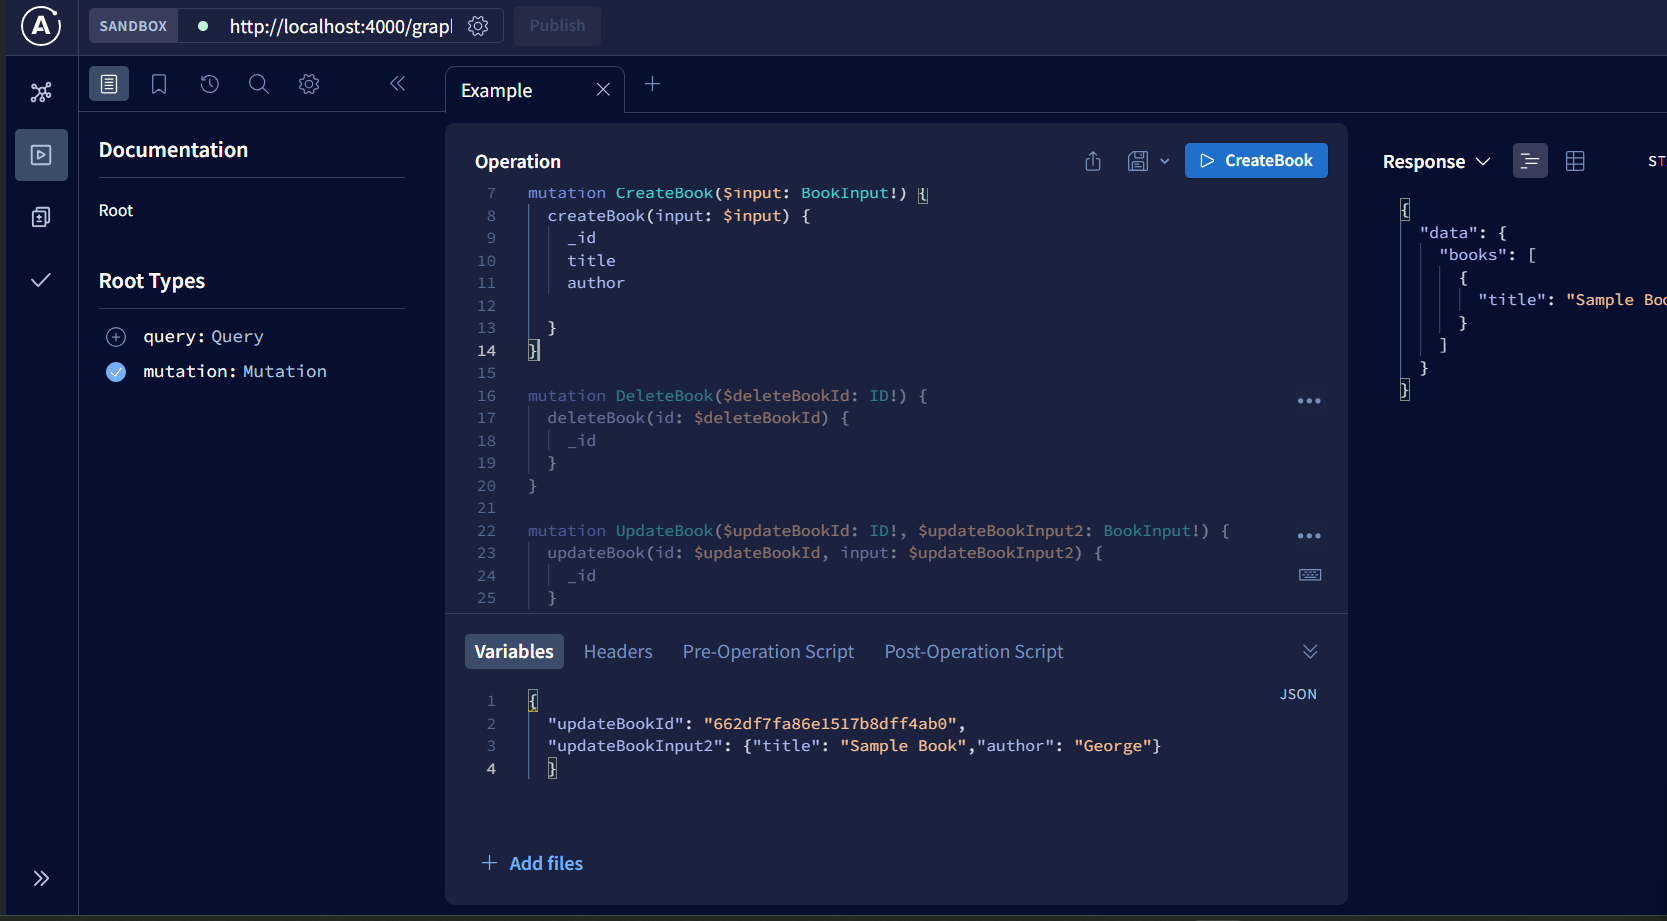 A
SANDBOX
http://localhost:4000/grap
Publish
Example
Documentation
Root
Root Types
query: Query
mutation: Mutation
Operation
CreateBook
7 mutation CreateBook($input: BookInput!) {
8 createBook(input: $input) {
9 _id
10 title
11 author
12
13 }
14 }
15
16 mutation DeleteBook($deleteBookId: ID!) {
17 deleteBook(id: $deleteBookId) {
18 _id
19 }
20 }
21
22 mutation UpdateBook($updateBookId: ID!, $updateBookInput2: BookInput!) {
23 updateBook(id: $updateBookId, input: $updateBookInput2) {
24 _id
25 }
Variables Headers Pre-Operation Script Post-Operation Script
JSON
1 {
2 "updateBookId": "662df7fa86e1517b8dff4ab0",
3 "updateBookInput2": {"title": "Sample Book","author": "George"}
4 }
+ Add files
Response
ST
{
"data": {
"books": [
{
"title": "Sample Boo
}
]
}
}